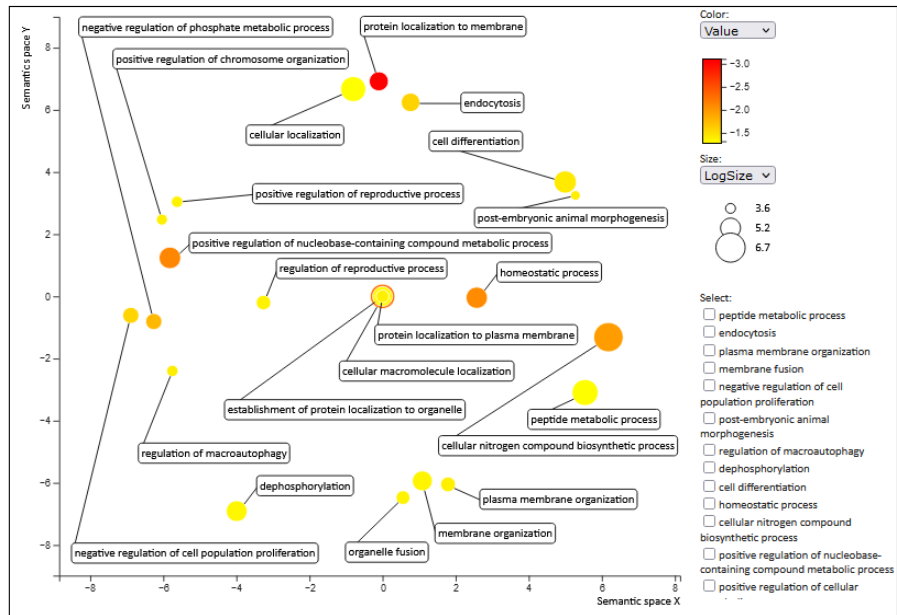 negative regulation of phosphate metabolic process
protein localization to membrane
positive regulation of chromosome organization
endocytosis
cellular localization
cell differentiation
positive regulation of reproductive process
post-embryonic animal morphogenesis
positive regulation of nucleobase-containing compound metabolic process
regulation of reproductive process
homeostatic process
protein localization to plasma membrane
cellular macromolecule localization
establishment of protein localization to organelle
peptide metabolic process
cellular nitrogen compound biosynthetic process
regulation of macroautophagy
dephosphorylation
plasma membrane organization
membrane organization
organelle fusion
negative regulation of cell population proliferation
Semantics space Y
8
6
4
2
0
−2
−4
−6
−8
−8
−6
−4
−2
0
2
4
6
8
Semantic space X
Color:
Value
−3.0
−2.5
−2.0
−1.5
Size:
LogSize
3.6
5.2
6.7
Select:
peptide metabolic process
endocytosis
plasma membrane organization
membrane fusion
negative regulation of cell
population proliferation
post-embryonic animal
morphogenesis
regulation of macroautophagy
dephosphorylation
cell differentiation
homeostatic process
cellular nitrogen compound
biosynthetic process
positive regulation of nucleobase-
containing compound metabolic process
positive regulation of cellular